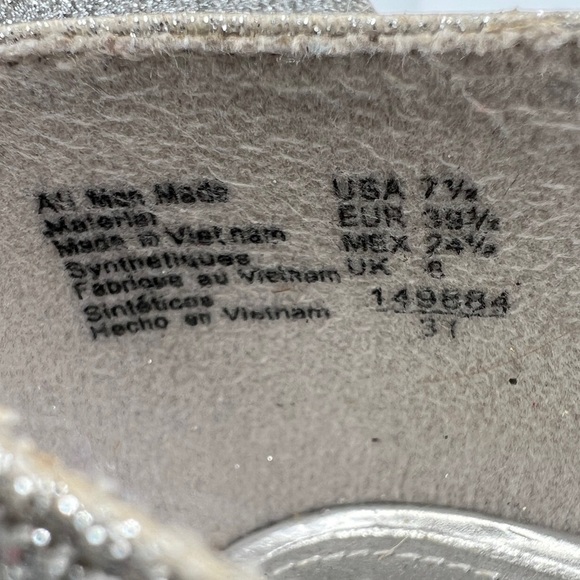 All Man Made
Material
Made in Vietnam
Synthétiques
Fabriqué au Vietnam
Sintéticos
Hecho en Vietnam
USA 7½
EUR 39½
MEX 24½
UK 6
149684
31